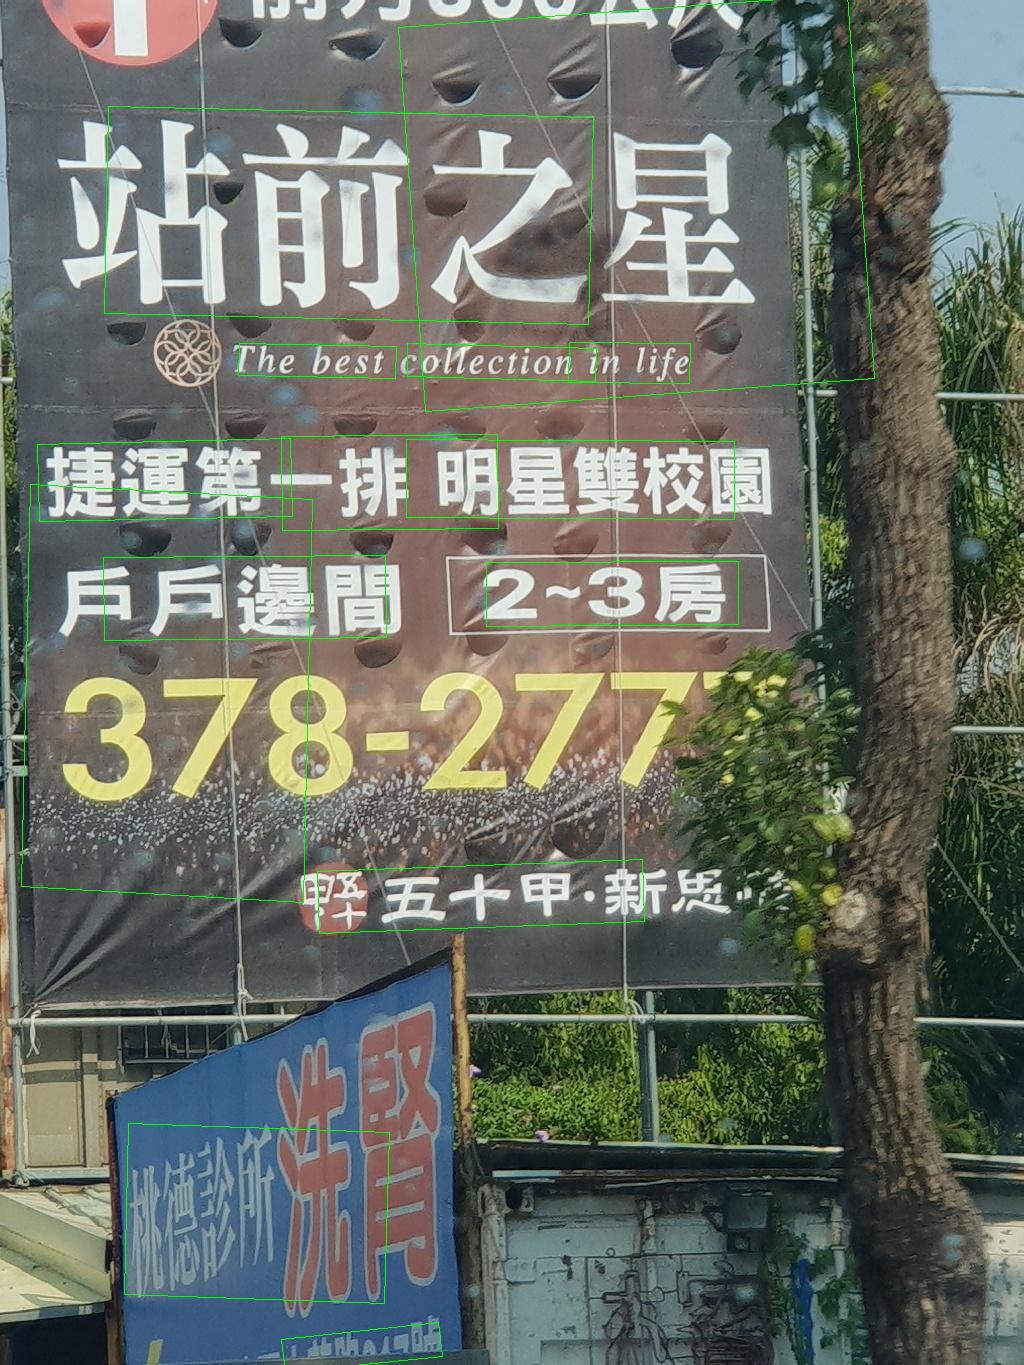 站前之星
The best collection in life
捷運第一排 明星雙校園
戶戶邊間 2~3房
378-277
五十甲·新思
洗腎
桃德診所